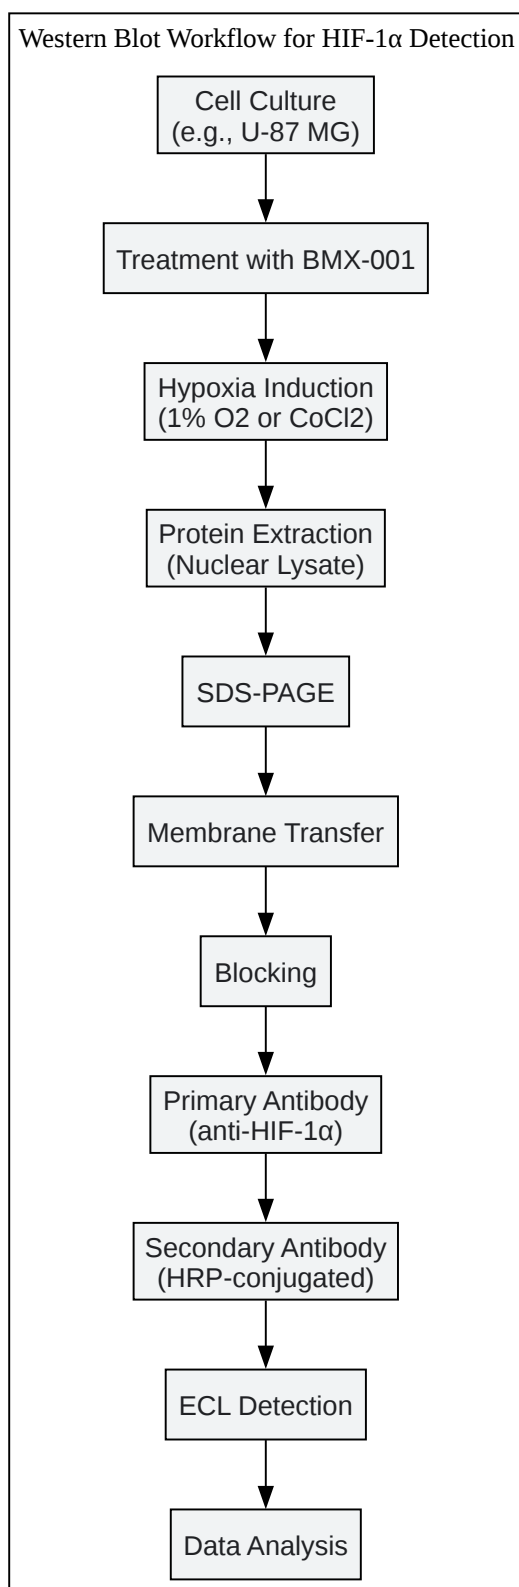 Western Blot Workflow for HIF-1α Detection
Cell Culture
(e.g., U-87 MG)
Treatment with BMX-001
Hypoxia Induction
(1% O2 or CoCl2)
Protein Extraction
(Nuclear Lysate)
SDS-PAGE
Membrane Transfer
Blocking
Primary Antibody
(anti-HIF-1α)
Secondary Antibody
(HRP-conjugated)
ECL Detection
Data Analysis